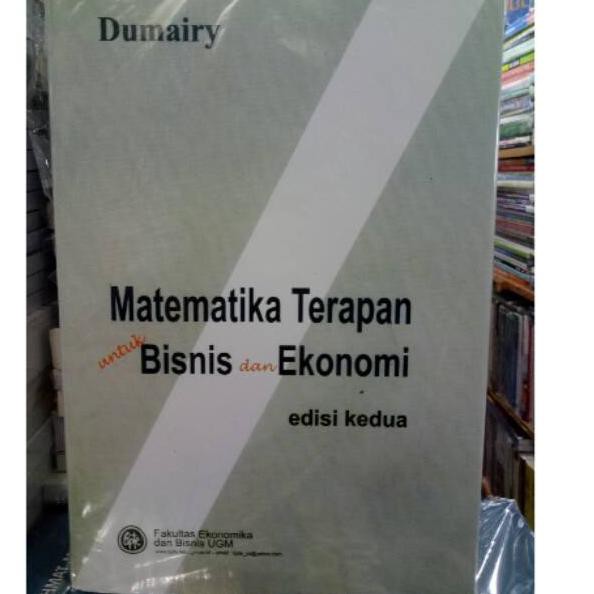 Dumairy
Matematika Terapan
untuk Bisnis dan Ekonomi
edisi kedua
Fakultas Ekonomika
dan Bisnis UGM